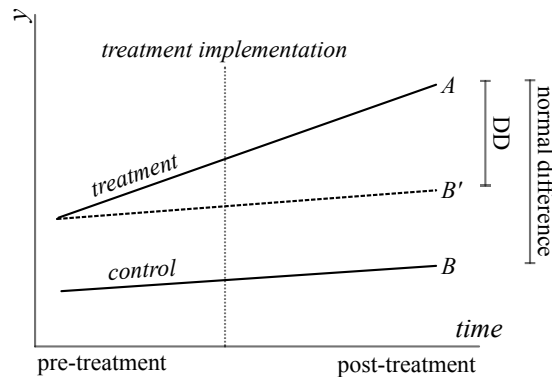 y
treatment implementation
A
treatment
DD
normal difference
B'
control
B
time
pre-treatment
post-treatment